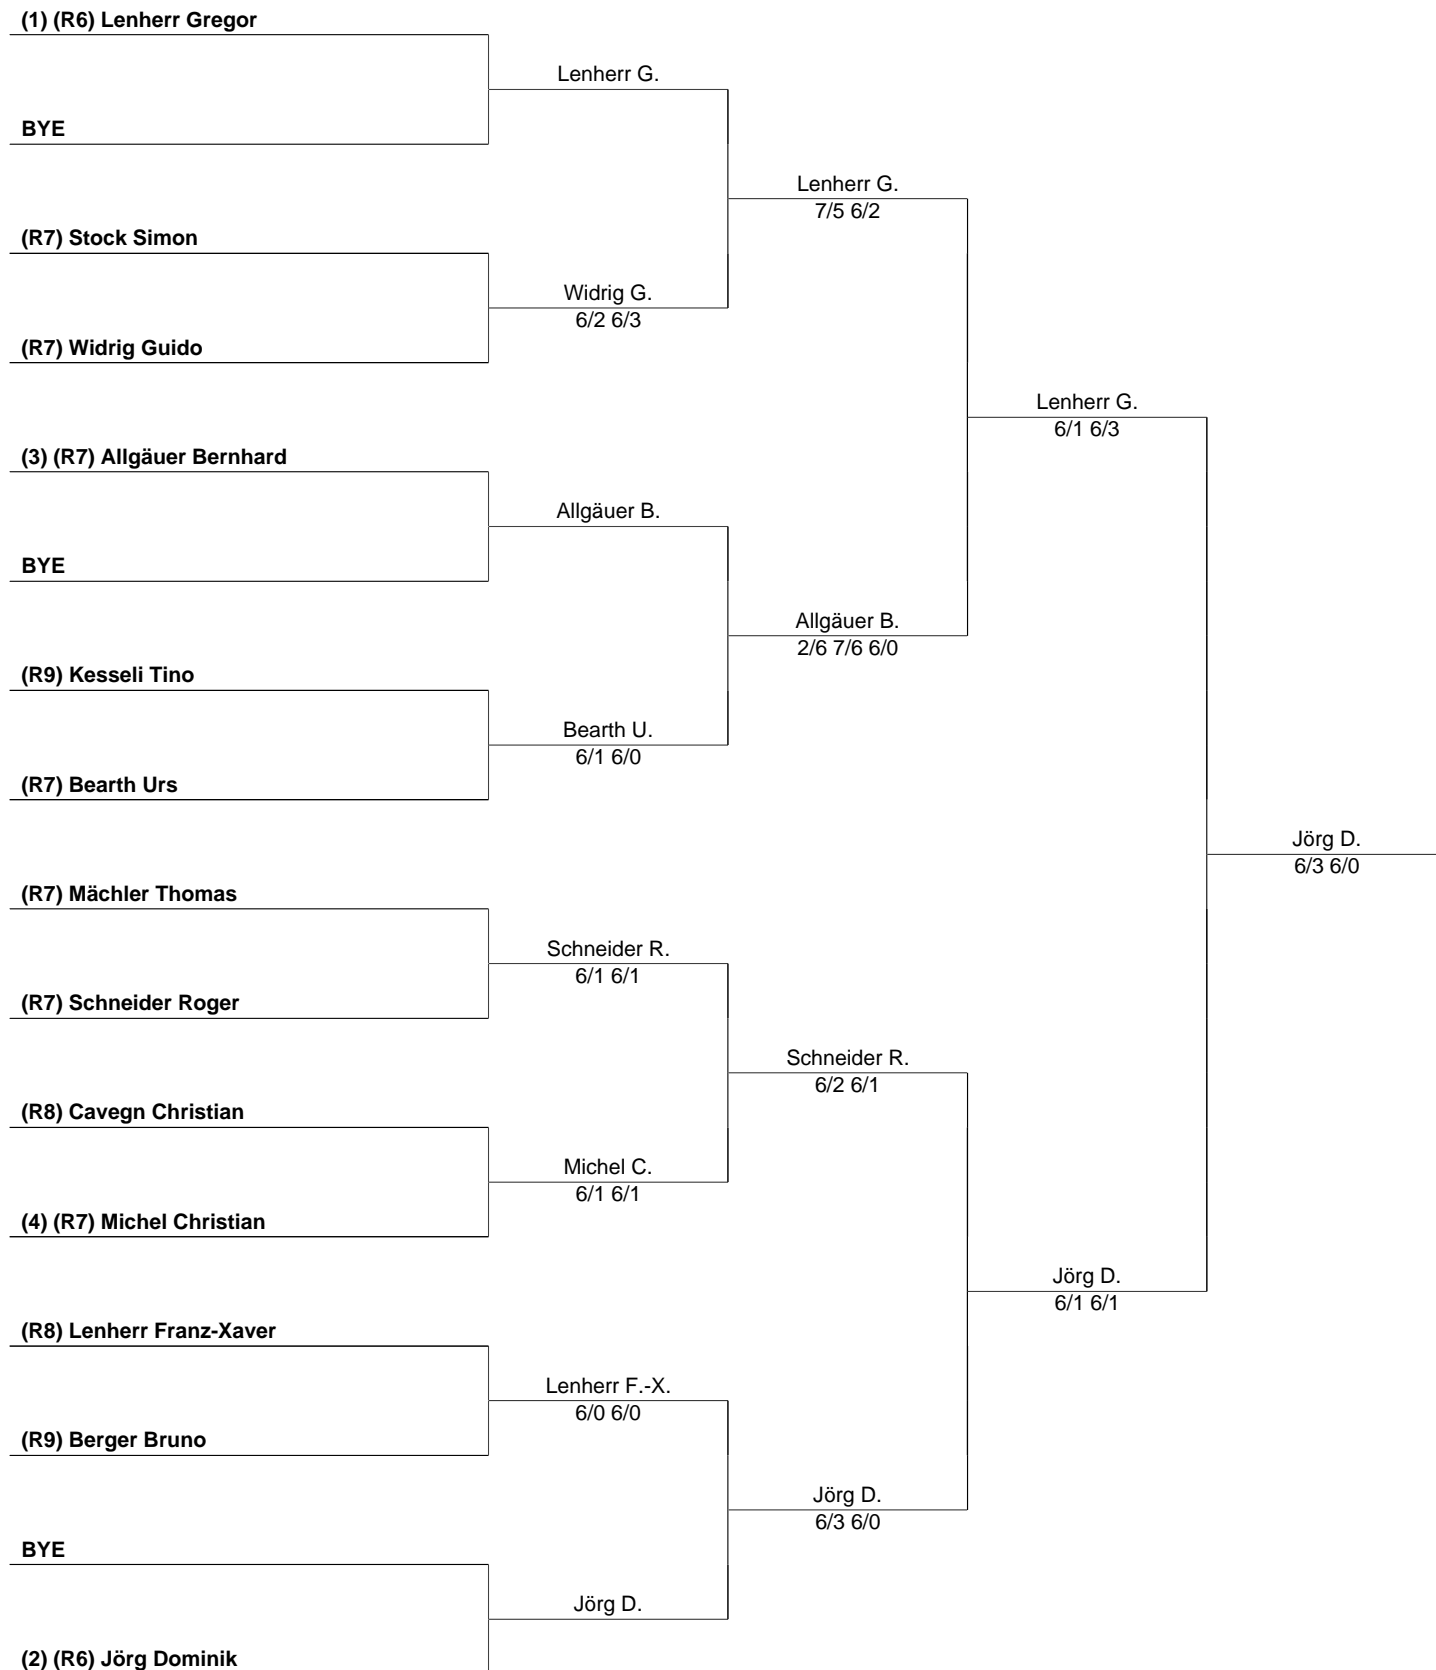 (1) (R6) Lenherr Gregor
Lenherr G.
BYE
Lenherr G.
7/5 6/2
(R7) Stock Simon
Widrig G.
6/2 6/3
(R7) Widrig Guido
Lenherr G.
6/1 6/3
(3) (R7) Allgäuer Bernhard
Allgäuer B.
BYE
Allgäuer B.
2/6 7/6 6/0
(R9) Kesseli Tino
Bearth U.
6/1 6/0
(R7) Bearth Urs
Jörg D.
6/3 6/0
(R7) Mächler Thomas
Schneider R.
6/1 6/1
(R7) Schneider Roger
Schneider R.
6/2 6/1
(R8) Cavegn Christian
Michel C.
6/1 6/1
(4) (R7) Michel Christian
Jörg D.
6/1 6/1
(R8) Lenherr Franz-Xaver
Lenherr F.-X.
6/0 6/0
(R9) Berger Bruno
Jörg D.
6/3 6/0
BYE
Jörg D.
(2) (R6) Jörg Dominik